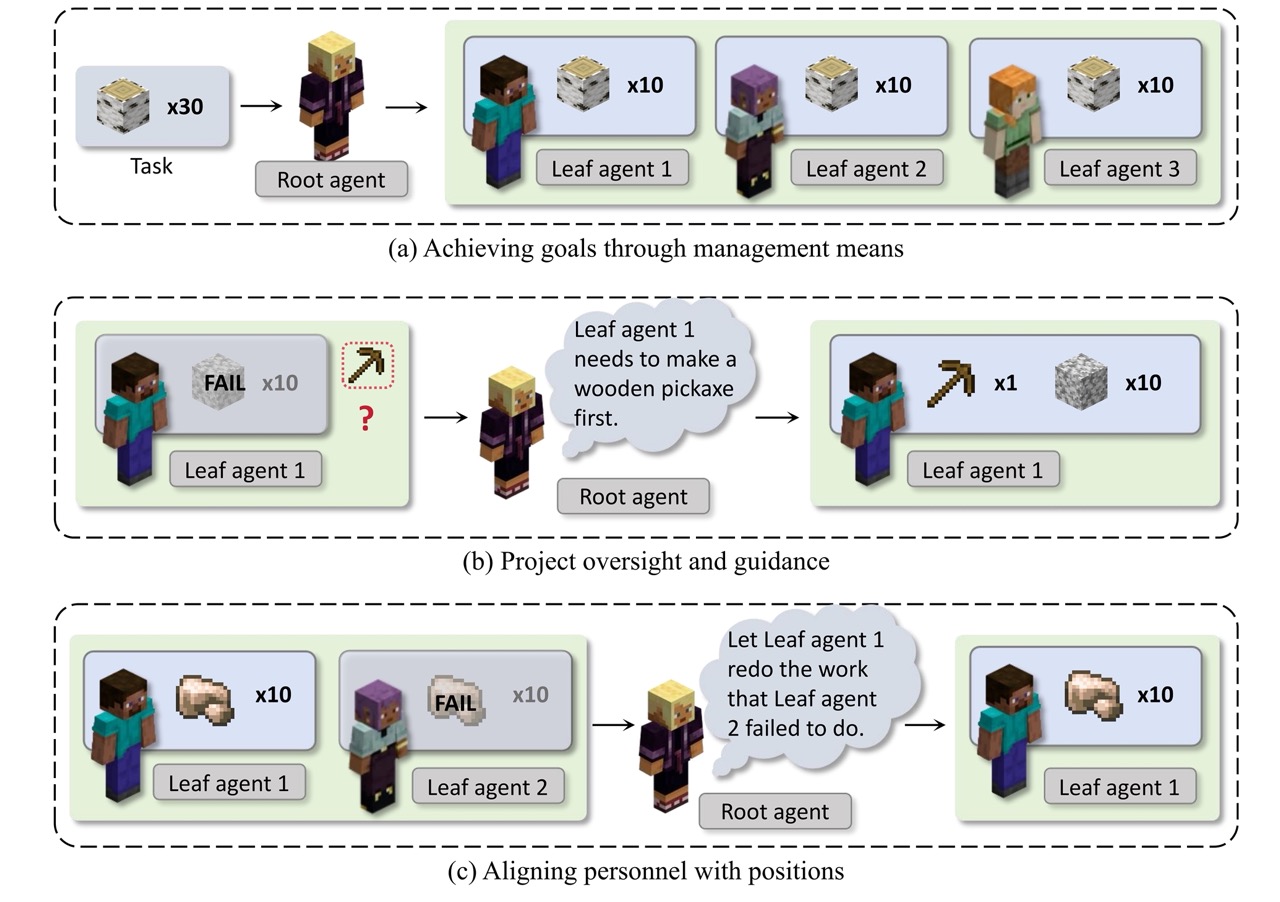 x30
Task
Root agent
x10
Leaf agent 1
x10
Leaf agent 2
x10
Leaf agent 3
(a) Achieving goals through management means
FAIL x10
?
Leaf agent 1
Leaf agent 1
needs to make a
wooden pickaxe
first.
Root agent
x1
x10
Leaf agent 1
(b) Project oversight and guidance
x10
Leaf agent 1
FAIL x10
Leaf agent 2
Let Leaf agent 1
redo the work
that Leaf agent
2 failed to do.
Root agent
x10
Leaf agent 1
(c) Aligning personnel with positions